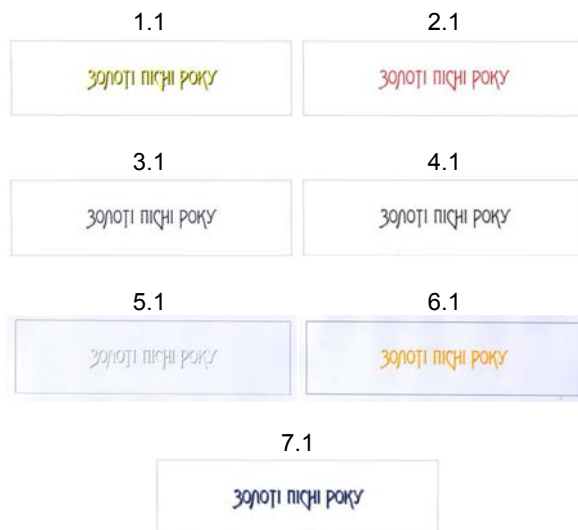 1.1 2.1
ЗОЛОТІ ПІСНІ РОКУ ЗОЛОТІ ПІСНІ РОКУ
3.1 4.1
ЗОЛОТІ ПІСНІ РОКУ ЗОЛОТІ ПІСНІ РОКУ
5.1 6.1
ЗОЛОТІ ПІСНІ РОКУ ЗОЛОТІ ПІСНІ РОКУ
7.1
ЗОЛОТІ ПІСНІ РОКУ